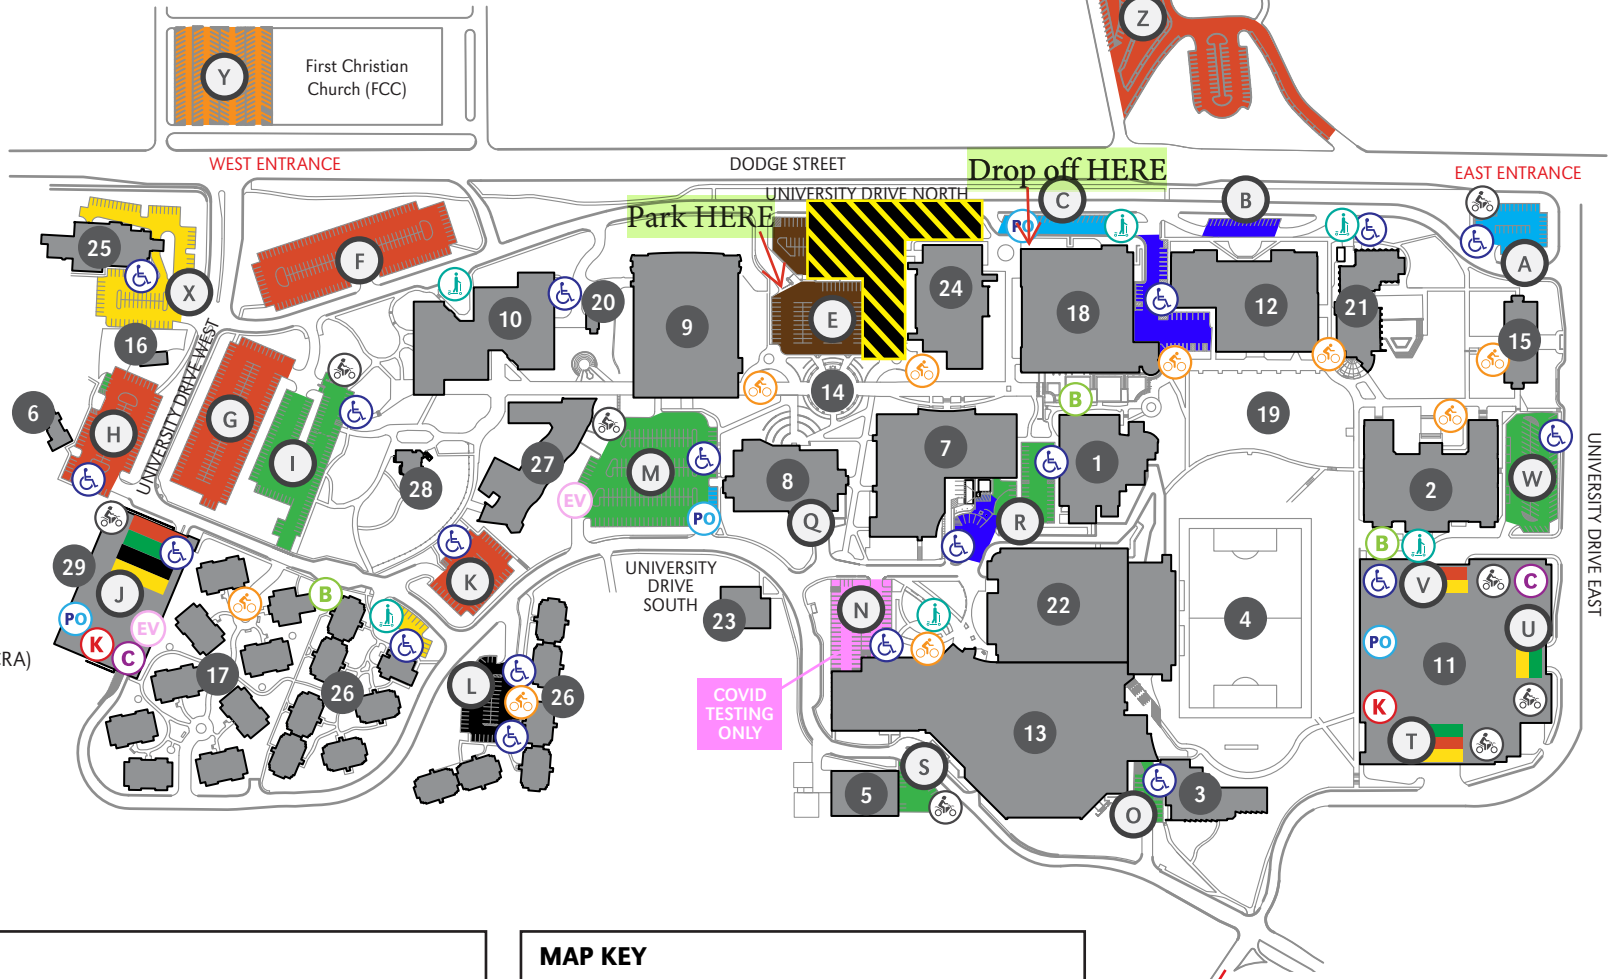 Z
Y
First Christian
Church (FCC)
WEST ENTRANCE
DODGE STREET
Drop off HERE
EAST ENTRANCE
UNIVERSITY DRIVE NORTH
C
B
Park HERE
PO
25
A
F
X
10
20
9
E
24
18
12
21
15
16
UNIVERSITY DRIVE WEST
14
B
6
H
G
I
28
27
M
EV
PO
8
Q
7
1
R
19
2
W
UNIVERSITY DRIVE EAST
29
J
PO
EV
K
C
B
K
UNIVERSITY
DRIVE
SOUTH
23
N
22
4
B
V
C
U
PO
11
K
T
CRA)
17
26
L
26
COVID
TESTING
ONLY
13
S
5
O
3
MAP KEY